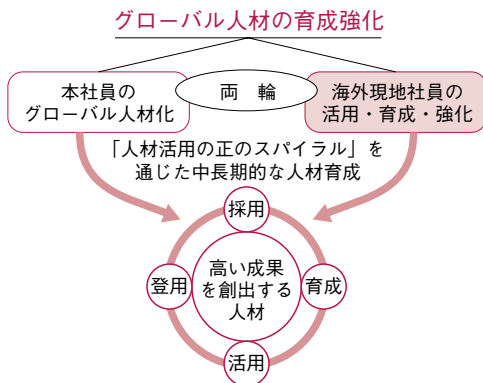 グローバル人材の育成強化
本社員の
グローバル人材化
両 輪
海外現地社員の
活用・育成・強化
「人材活用の正のスパイラル」を
通じた中長期的な人材育成
採用
登用
高い成果
を創出する
人材
育成
活用